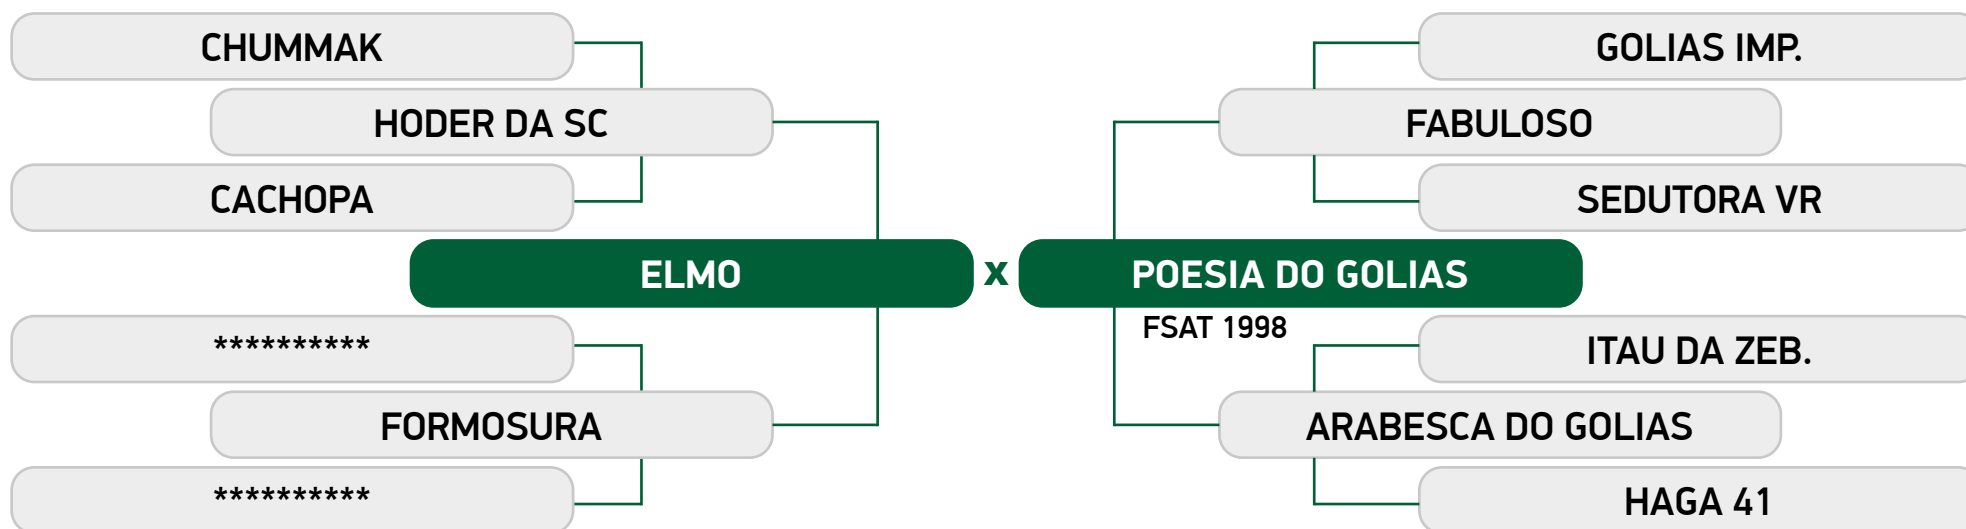 CHUMMAK
GOLIAS IMP.
HODER DA SC
FABULOSO
CACHOPA
SEDUTORA VR
ELMO x POESIA DO GOLIAS
FSAT 1998
**********
ITAU DA ZEB.
FORMOSURA
ARABESCA DO GOLIAS
**********
HAGA 41